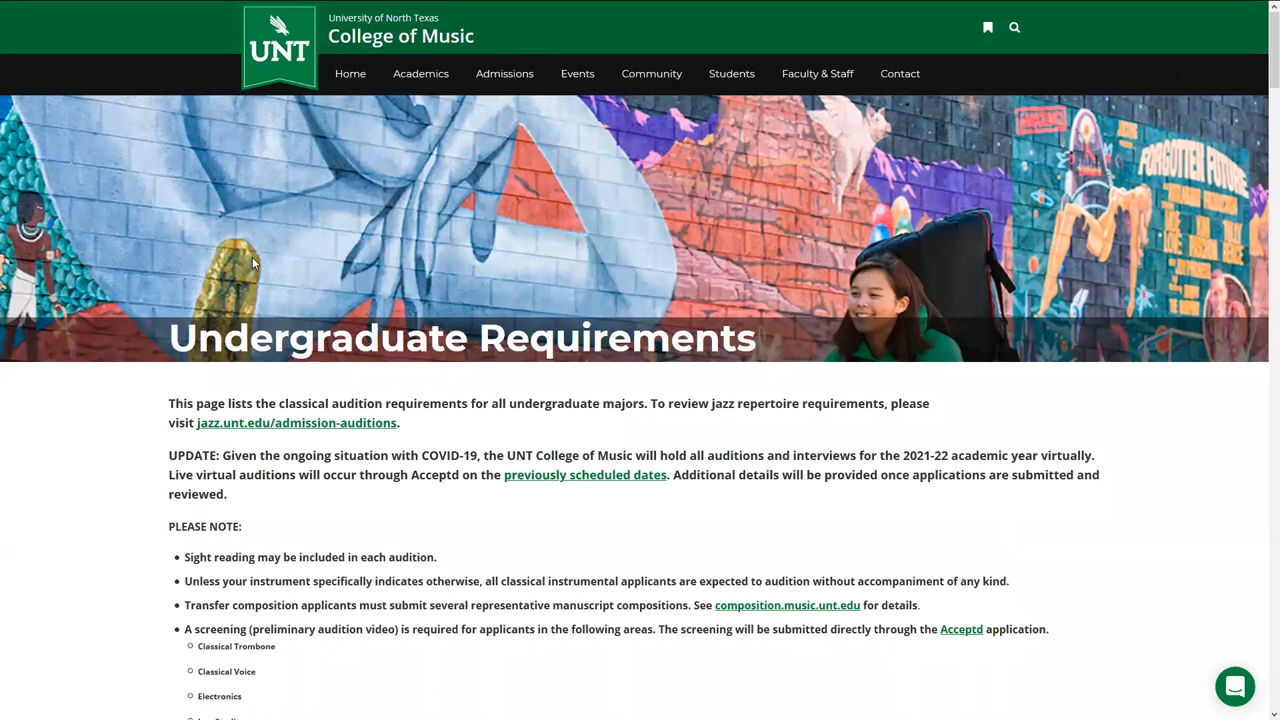 University of North Texas
College of Music
UNT
Home Academics Admissions Events Community Students Faculty & Staff Contact
FORGOTTEN FUTURE
Undergraduate Requirements
This page lists the classical audition requirements for all undergraduate majors. To review jazz repertoire requirements, please
visit jazz.unt.edu/admission-auditions.
UPDATE: Given the ongoing situation with COVID-19, the UNT College of Music will hold all auditions and interviews for the 2021-22 academic year virtually.
Live virtual auditions will occur through Acceptd on the previously scheduled dates. Additional details will be provided once applications are submitted and
reviewed.
PLEASE NOTE:
• Sight reading may be included in each audition.
• Unless your instrument specifically indicates otherwise, all classical instrumental applicants are expected to audition without accompaniment of any kind.
• Transfer composition applicants must submit several representative manuscript compositions. See composition.music.unt.edu for details.
• A screening (preliminary audition video) is required for applicants in the following areas. The screening will be submitted directly through the Acceptd application.
○ Classical Trombone
○ Classical Voice
○ Electronics